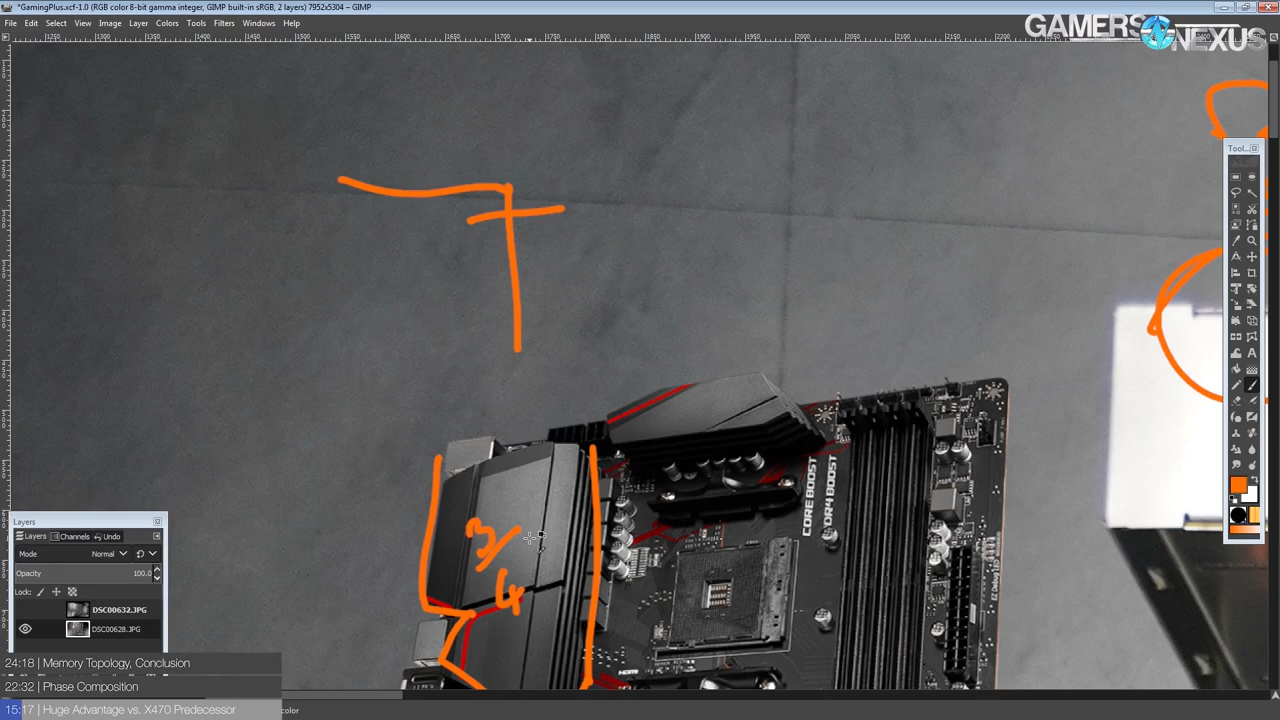 *GamingPlus.xcf-1.0 (RGB color 8-bit gamma integer, GIMP built-in sRGB, 2 layers) 7952x5304 – GIMP
File Edit Select View Image Layer Colors Tools Filters Windows Help
GAMERS NEXUS
Tool...
7
3/4
CORE BOOST
DDR4 BOOST
HDMI
Layers
Layers Channels Undo
Mode Normal
Opacity 100.0
Lock:
DSC00632.JPG
DSC00628.JPG
24:18 | Memory Topology, Conclusion
22:32 | Phase Composition
15:17 | Huge Advantage vs. X470 Predecessor
color